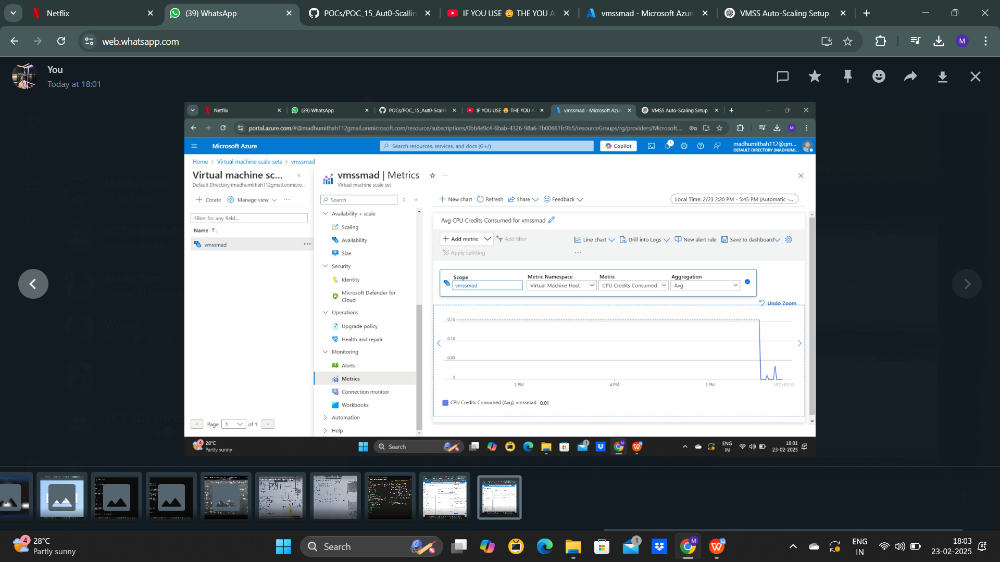 Netflix
(39) WhatsApp
POCs/POC_15_Aut0-Scallin
IF YOU USE 😳 THE YOU A
vmssmad - Microsoft Azure
VMSS Auto-Scaling Setup
web.whatsapp.com
M
You
Today at 18:01
Netflix
(39) WhatsApp
POCs/POC_15_Aut0-Scallin
IF YOU USE 😳 THE YOU A
vmssmad - Microsoft Azur
VMSS Auto-Scaling Setup
portal.azure.com/#@madhumithah112gmail.onmicrosoft.com/resource/subscriptions/0bb4e9c4-6bab-4326-98a6-7b00661fc9b5/resourceGroups/rg/providers/Microsoft....
M
Microsoft Azure
Search resources, services, and docs (G+/)
Copilot
1
madhumithah112@gm...
DEFAULT DIRECTORY (MADHUMI...
Home > Virtual machine scale sets > vmssmad
Virtual machine sc...
«
Default Directory (madhumithah112gmail.onmicro...
Create
Manage view
...
Filter for any field...
Name ↑↓
vmssmad
...
Page 1 of 1
vmssmad | Metrics
...
Virtual machine scale set
Search
«
Availability + scale
Scaling
Availability
Size
Security
Identity
Microsoft Defender for
Cloud
Operations
Upgrade policy
Health and repair
Monitoring
Alerts
Metrics
Connection monitor
Workbooks
Automation
Help
New chart
Refresh
Share
Feedback
Local Time: 2/23 2:20 PM - 5:45 PM (Automatic -...
Avg CPU Credits Consumed for vmssmad
Add metric
Add filter
Line chart
Drill into Logs
New alert rule
Save to dashboard
Apply splitting
...
Scope
Metric Namespace
Metric
Aggregation
vmssmad
Virtual Machine Host
CPU Credits Consumed
Avg
Undo Zoom
0.15
0.10
0.05
0
3 PM
4 PM
5 PM
UTC+05:30
CPU Credits Consumed (Avg), vmssmad 0.01
4
28°C
Partly sunny
Search
1
M
ENG
IN
18:01
23-02-2025
Madhu (You)
Bobby Sjce
swadhi
4
28°C
Partly sunny
Search
1
M
ENG
IN
18:03
23-02-2025